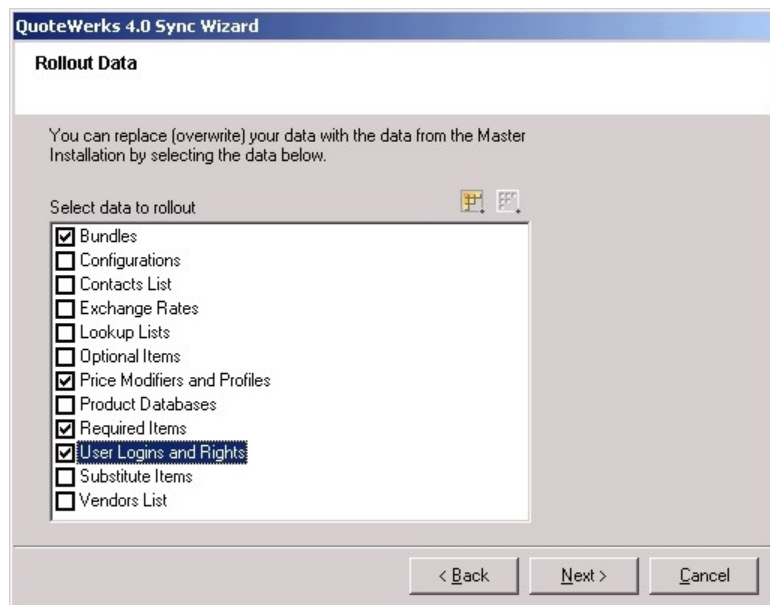 QuoteWerks 4.0 Sync Wizard
Rollout Data
You can replace (overwrite) your data with the data from the Master
Installation by selecting the data below.
Select data to rollout
Bundles
Configurations
Contacts List
Exchange Rates
Lookup Lists
Optional Items
Price Modifiers and Profiles
Product Databases
Required Items
User Logins and Rights
Substitute Items
Vendors List
< Back Next > Cancel